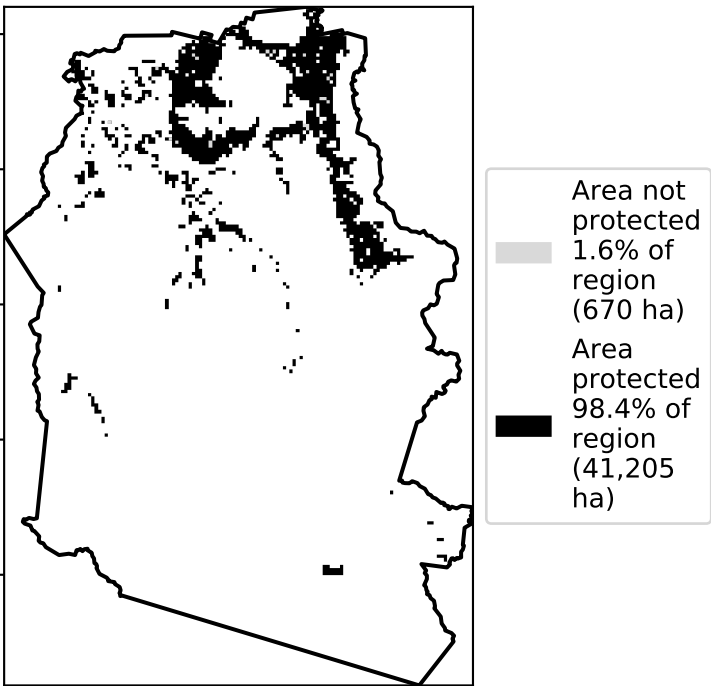 Area not
protected
1.6% of
region
(670 ha)
Area
protected
98.4% of
region
(41,205
ha)